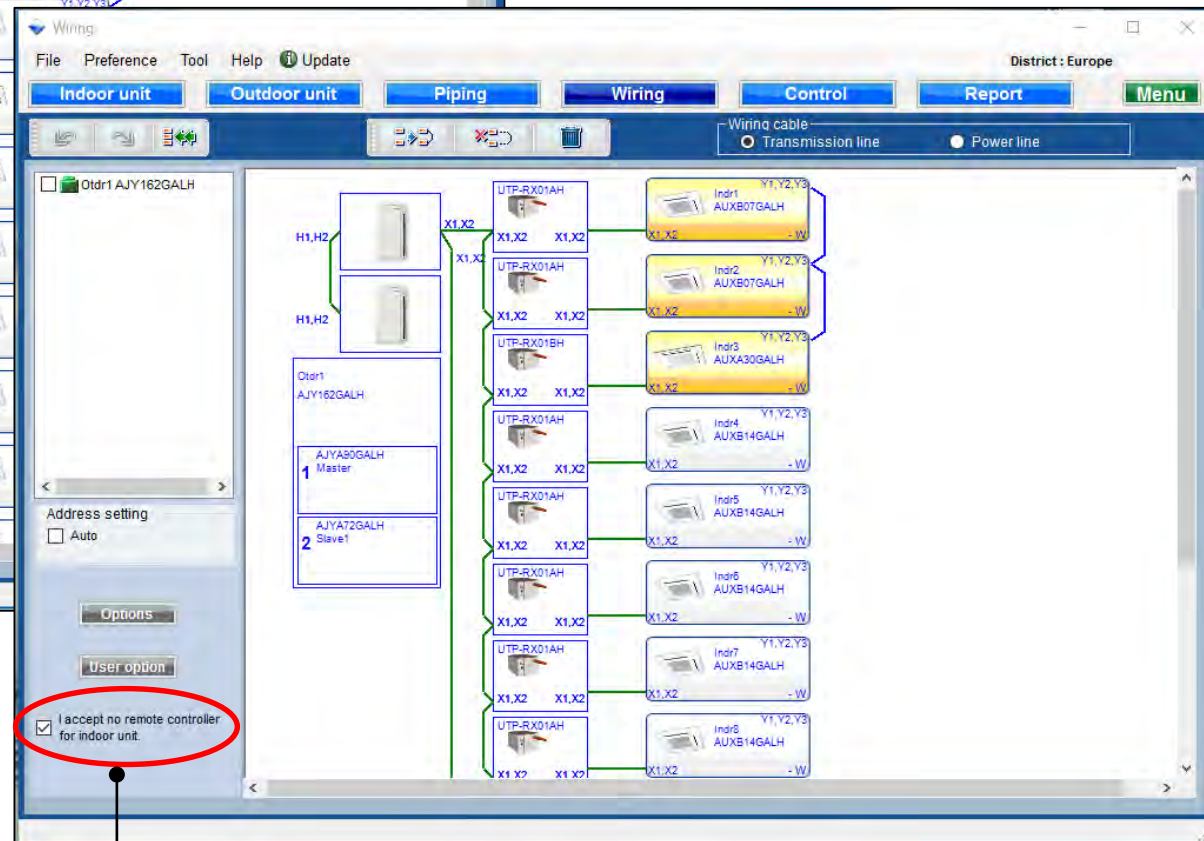 Y1,Y2,Y3
Wiring
File Preference Tool Help Update
District : Europe
Indoor unit Outdoor unit Piping Wiring Control Report Menu
Wiring cable
Transmission line Power line
Otdr1 AJY162GALH
Address setting
Auto
Options
User option
I accept no remote controller
for indoor unit.
H1,H2
H1,H2
X1,X2
X1,X2
Otdr1
AJY162GALH
AJYA90GALH
1 Master
AJYA72GALH
2 Slave1
UTP-RX01AH
X1,X2 X1,X2
Y1,Y2,Y3
Indr1
AUXB07GALH
X1,X2 - W
UTP-RX01AH
X1,X2 X1,X2
Y1,Y2,Y3
Indr2
AUXB07GALH
X1,X2 - W
UTP-RX01BH
X1,X2 X1,X2
Y1,Y2,Y3
Indr3
AUXA30GALH
X1,X2 - W
UTP-RX01AH
X1,X2 X1,X2
Y1,Y2,Y3
Indr4
AUXB14GALH
X1,X2 - W
UTP-RX01AH
X1,X2 X1,X2
Y1,Y2,Y3
Indr5
AUXB14GALH
X1,X2 - W
UTP-RX01AH
X1,X2 X1,X2
Y1,Y2,Y3
Indr6
AUXB14GALH
X1,X2 - W
UTP-RX01AH
X1,X2 X1,X2
Y1,Y2,Y3
Indr7
AUXB14GALH
X1,X2 - W
UTP-RX01AH
X1,X2 X1,X2
Y1,Y2,Y3
Indr8
AUXB14GALH
X1,X2 - W